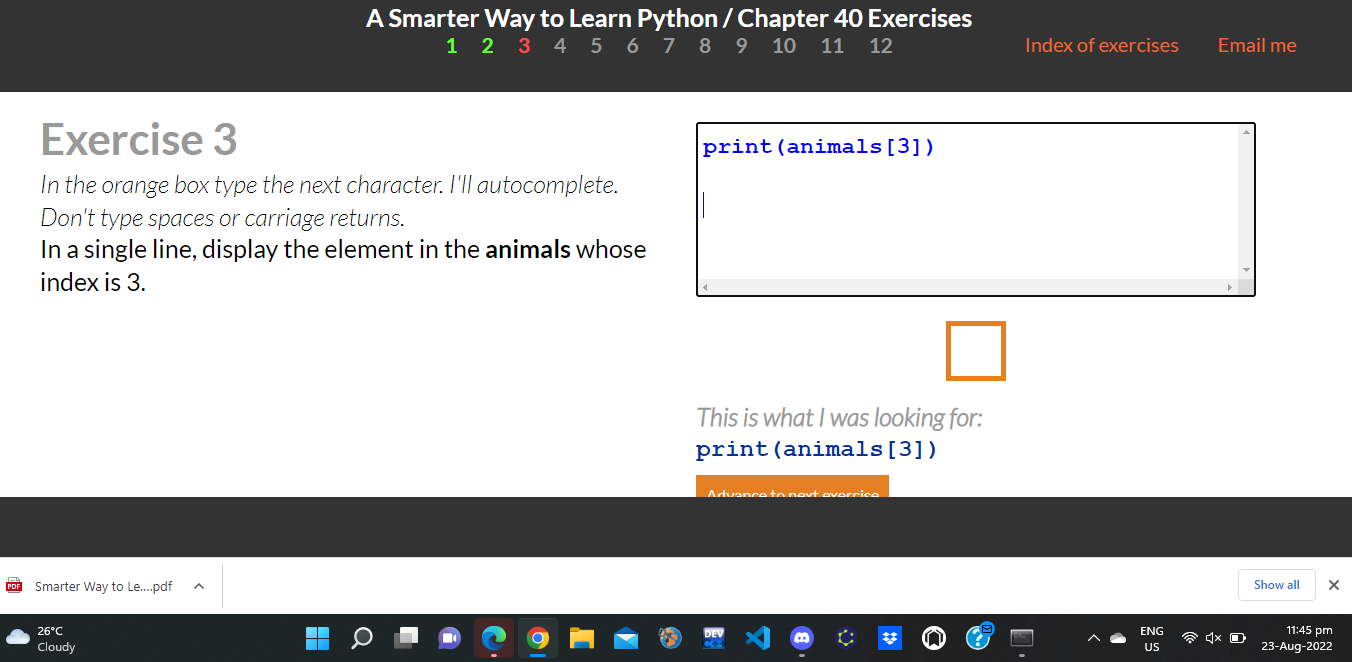 A Smarter Way to Learn Python / Chapter 40 Exercises
1 2 3 4 5 6 7 8 9 10 11 12
Index of exercises Email me
Exercise 3
In the orange box type the next character. I'll autocomplete.
Don't type spaces or carriage returns.
In a single line, display the element in the animals whose
index is 3.
print(animals[3])
This is what I was looking for:
print(animals[3])
Advance to next exercise
PDF
Smarter Way to Le....pdf
Show all
26°C
Cloudy
DEV
ENG
US
11:45 pm
23-Aug-2022